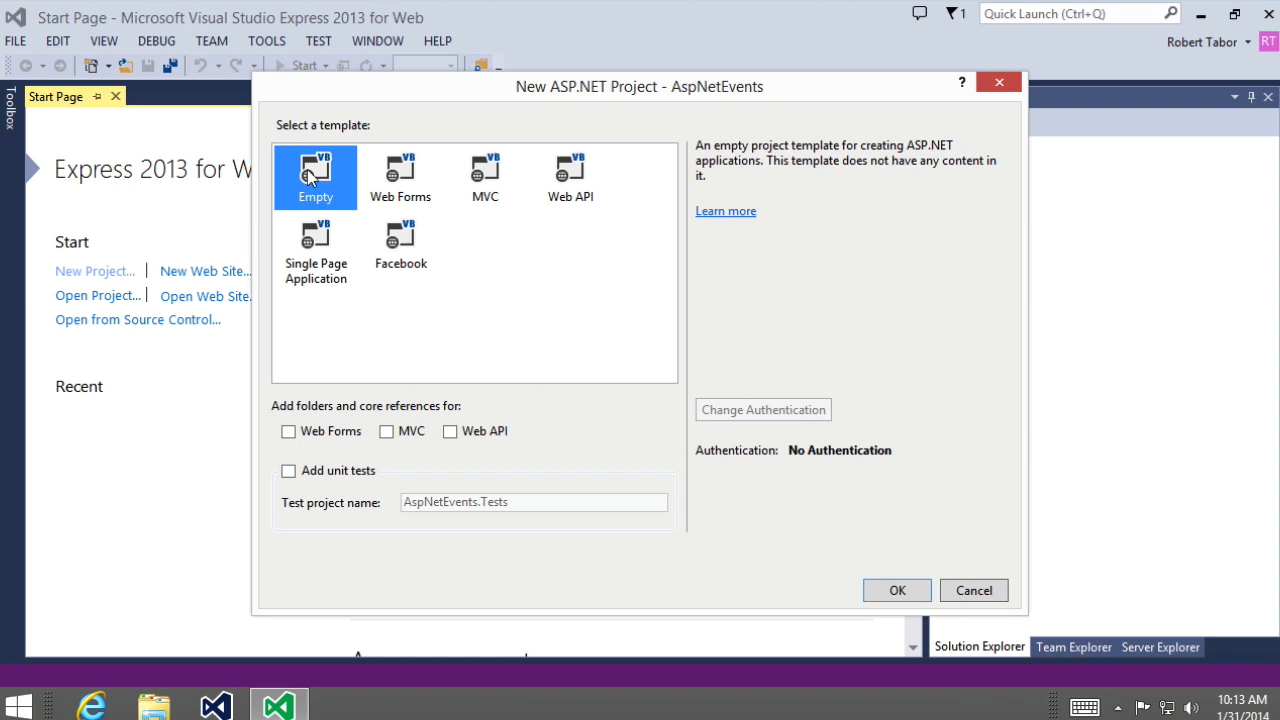 Start Page - Microsoft Visual Studio Express 2013 for Web
1
Quick Launch (Ctrl+Q)
FILE EDIT VIEW DEBUG TEAM TOOLS TEST WINDOW HELP
Robert Tabor RT
Start
Toolbox
Start Page
Express 2013 for W
Start
New Project... New Web Site...
Open Project... Open Web Site.
Open from Source Control...
Recent
New ASP.NET Project - AspNetEvents
?
Select a template:
VB VB VB VB
Empty Web Forms MVC Web API
VB VB
Single Page
Application
Facebook
An empty project template for creating ASP.NET
applications. This template does not have any content in
it.
Learn more
Add folders and core references for:
Web Forms MVC Web API
Add unit tests
Test project name: AspNetEvents.Tests
Change Authentication
Authentication: No Authentication
OK Cancel
Solution Explorer Team Explorer Server Explorer
10:13 AM
1/31/2014